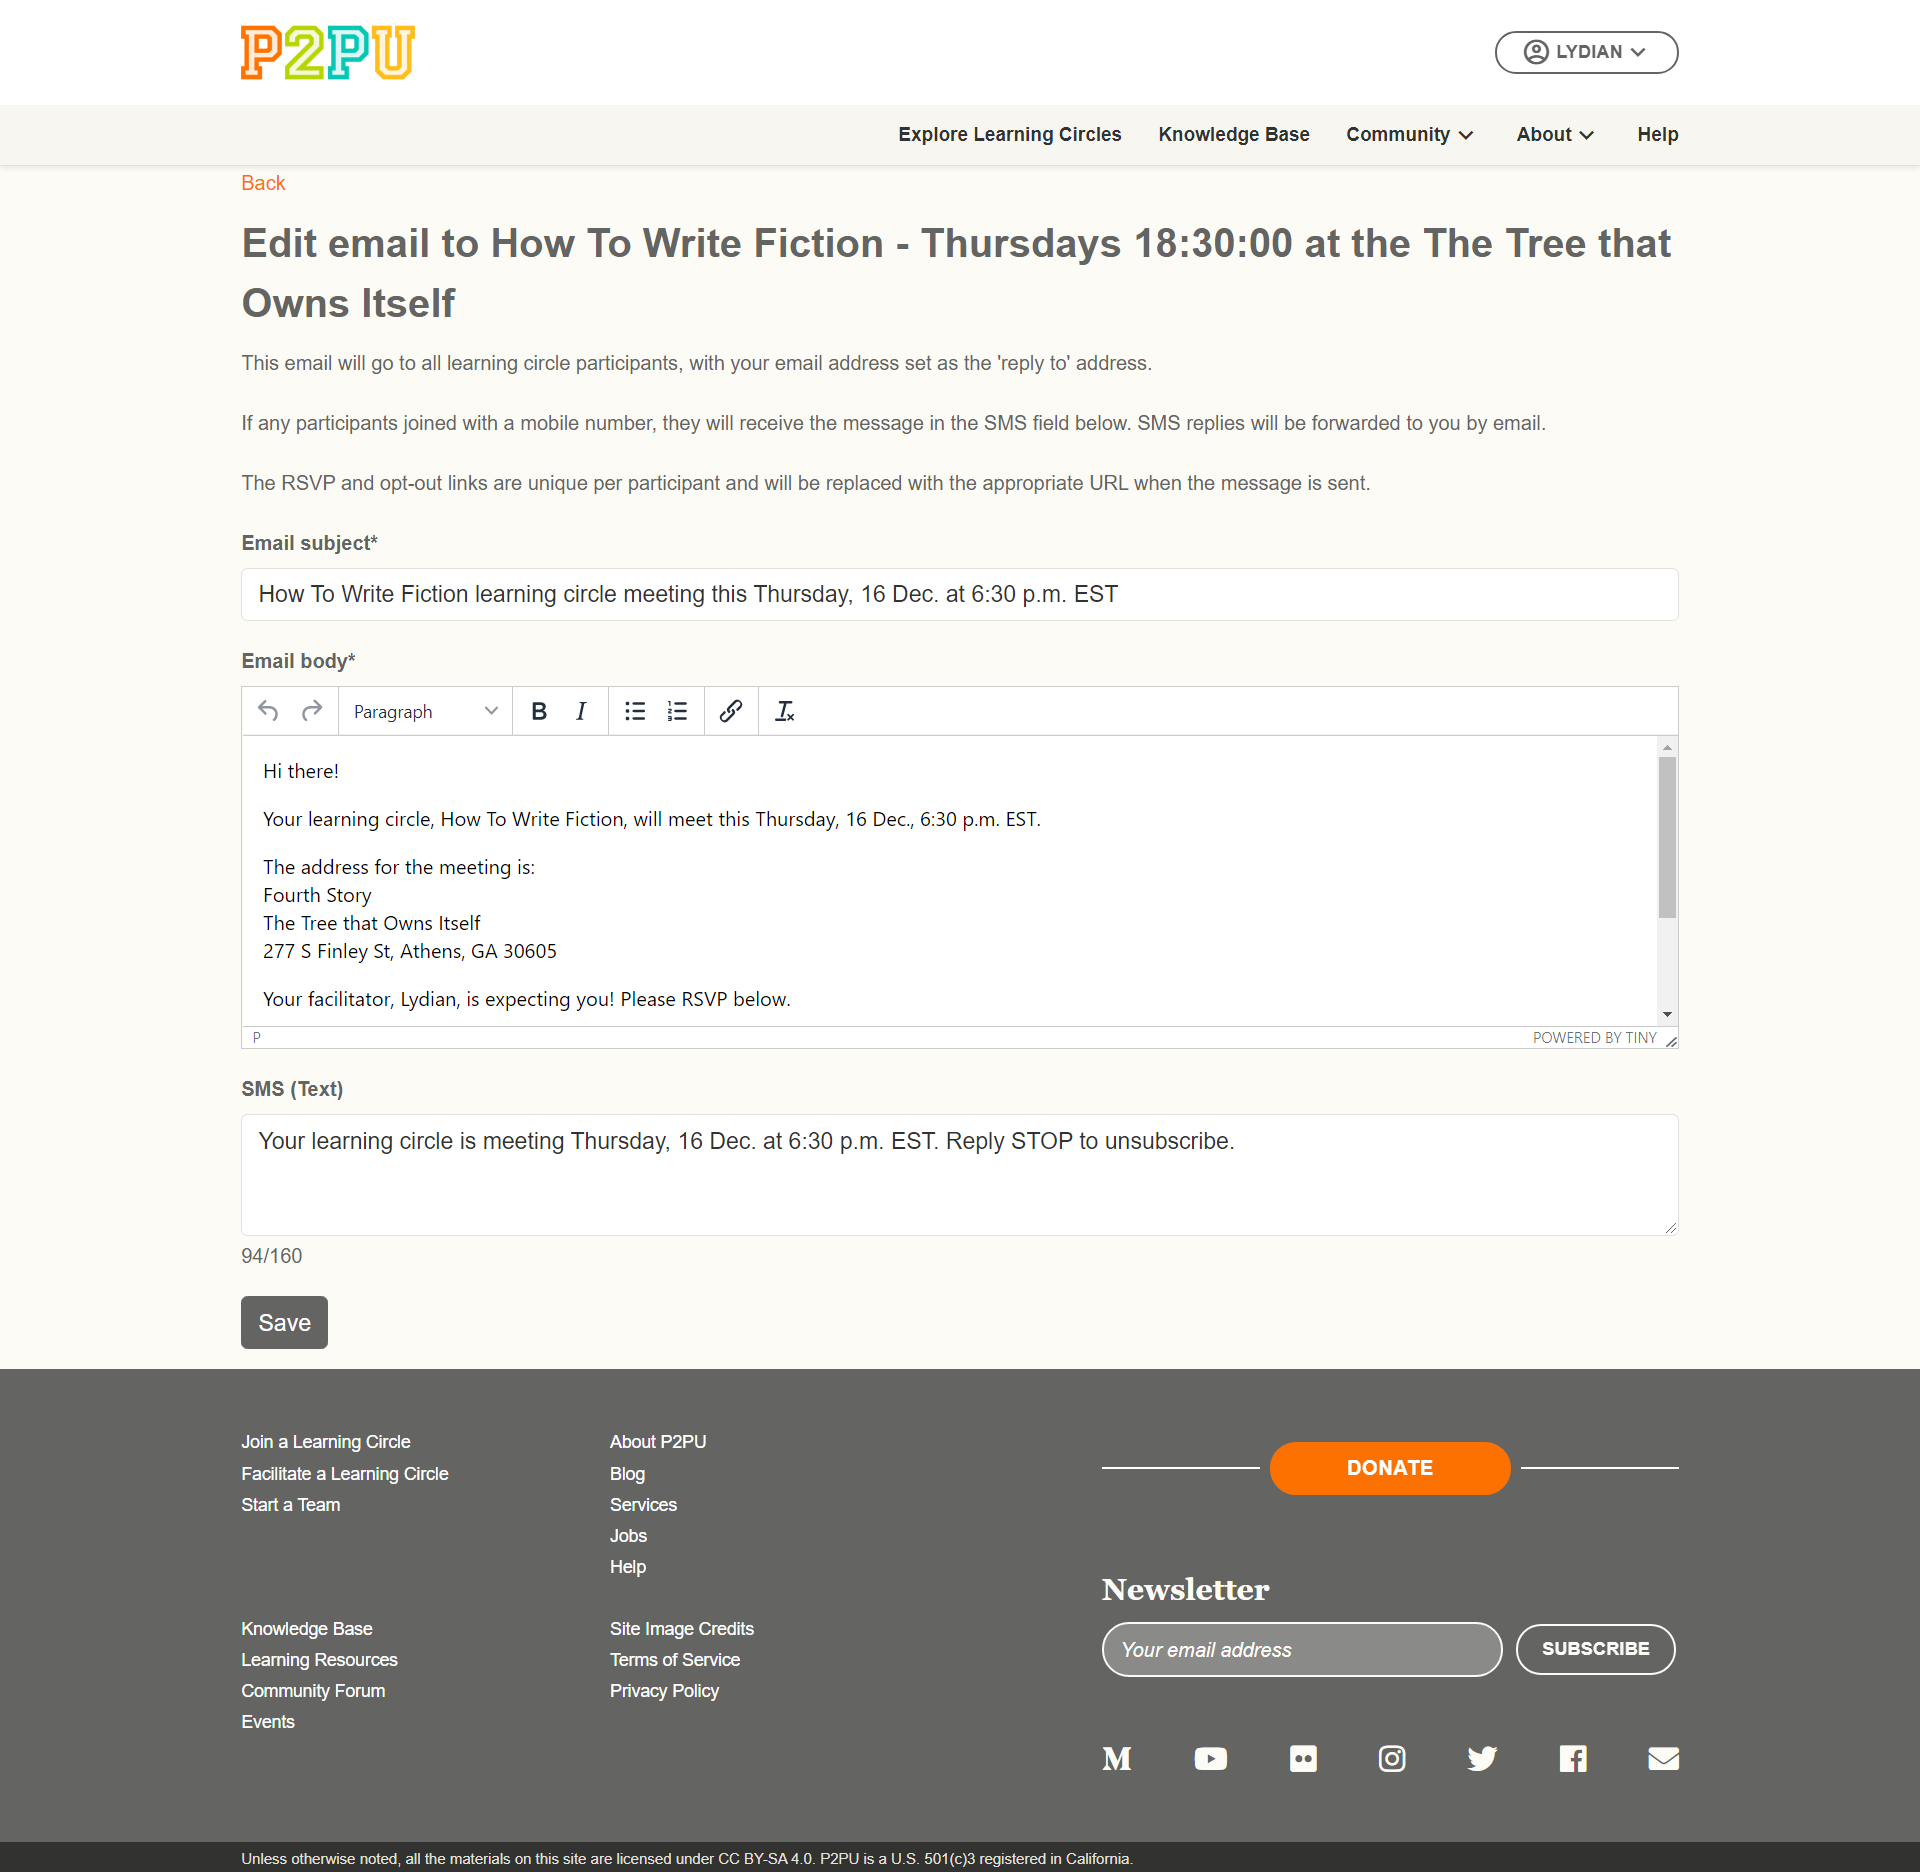 P2PU
LYDIAN
Explore Learning Circles Knowledge Base Community About Help
Back
Edit email to How To Write Fiction - Thursdays 18:30:00 at the The Tree that
Owns Itself
This email will go to all learning circle participants, with your email address set as the 'reply to' address.
If any participants joined with a mobile number, they will receive the message in the SMS field below. SMS replies will be forwarded to you by email.
The RSVP and opt-out links are unique per participant and will be replaced with the appropriate URL when the message is sent.
Email subject*
How To Write Fiction learning circle meeting this Thursday, 16 Dec. at 6:30 p.m. EST
Email body*
Paragraph B I
Hi there!
Your learning circle, How To Write Fiction, will meet this Thursday, 16 Dec., 6:30 p.m. EST.
The address for the meeting is:
Fourth Story
The Tree that Owns Itself
277 S Finley St, Athens, GA 30605
Your facilitator, Lydian, is expecting you! Please RSVP below.
P POWERED BY TINY
SMS (Text)
Your learning circle is meeting Thursday, 16 Dec. at 6:30 p.m. EST. Reply STOP to unsubscribe.
94/160
Save
Join a Learning Circle
Facilitate a Learning Circle
Start a Team
About P2PU
Blog
Services
Jobs
Help
Knowledge Base
Learning Resources
Community Forum
Events
Site Image Credits
Terms of Service
Privacy Policy
DONATE
Newsletter
Your email address SUBSCRIBE
Unless otherwise noted, all the materials on this site are licensed under CC BY-SA 4.0. P2PU is a U.S. 501(c)3 registered in California.